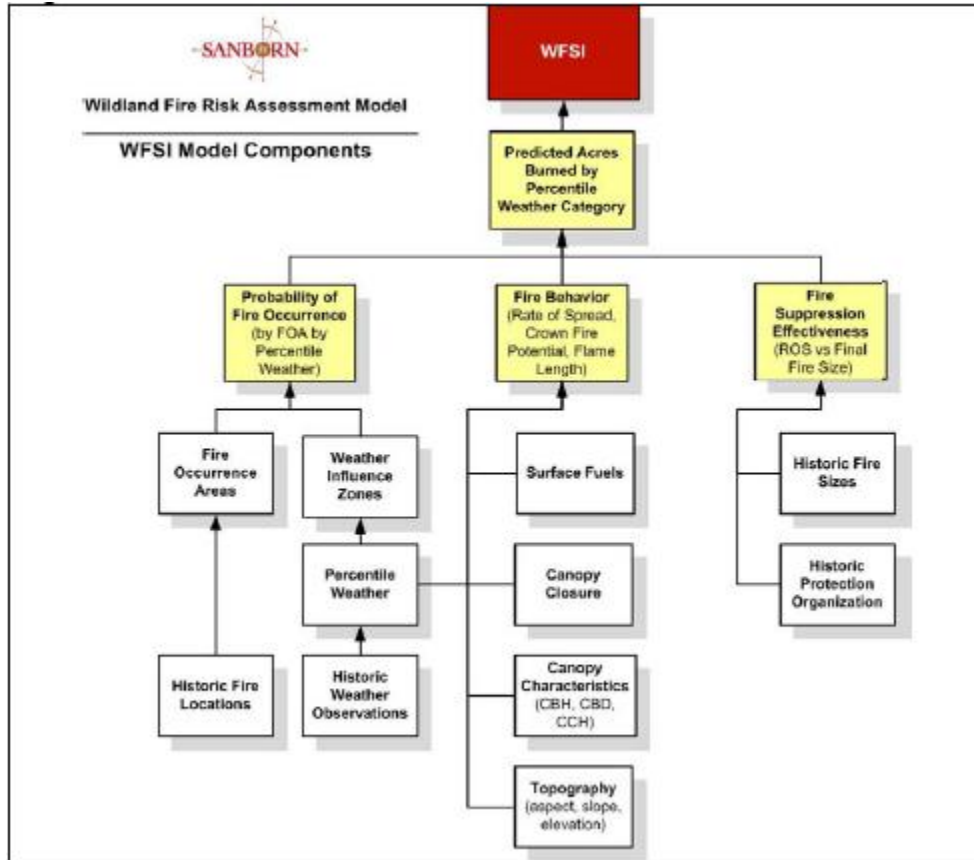 SANBORN
Wildland Fire Risk Assessment Model
WFSI Model Components
WFSI
Predicted Acres
Burned by
Percentile
Weather Category
Probability of
Fire Occurrence
(by FOA by
Percentile
Weather)
Fire Behavior
(Rate of Spread,
Crown Fire
Potential, Flame
Length)
Fire
Suppression
Effectiveness
(ROS vs Final
Fire Size)
Fire
Occurrence
Areas
Weather
Influence
Zones
Surface Fuels
Historic Fire
Sizes
Percentile
Weather
Canopy
Closure
Historic
Protection
Organization
Historic Fire
Locations
Historic
Weather
Observations
Canopy
Characteristics
(CBH, CBD,
CCH)
Topography
(aspect, slope,
elevation)